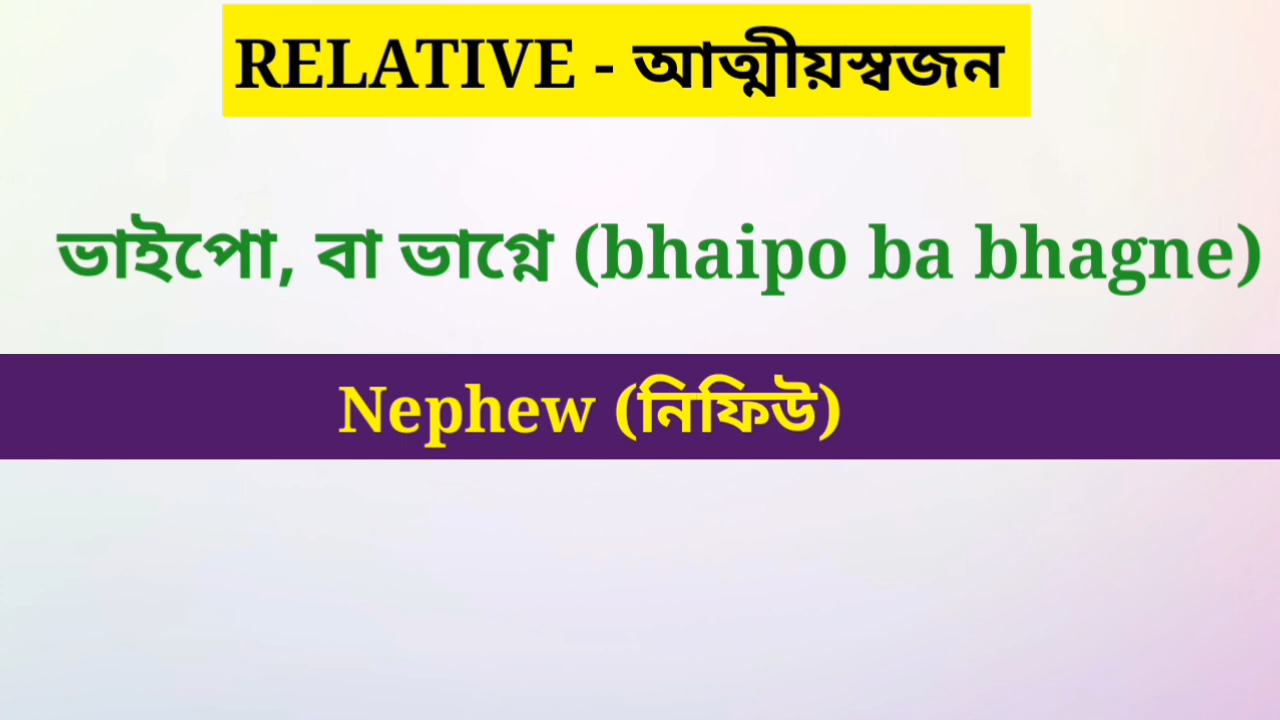 RELATIVE - আত্মীয়স্বজন
ভাইপো, বা ভাগ্নে (bhaipo ba bhagne)
Nephew (নিফিউ)